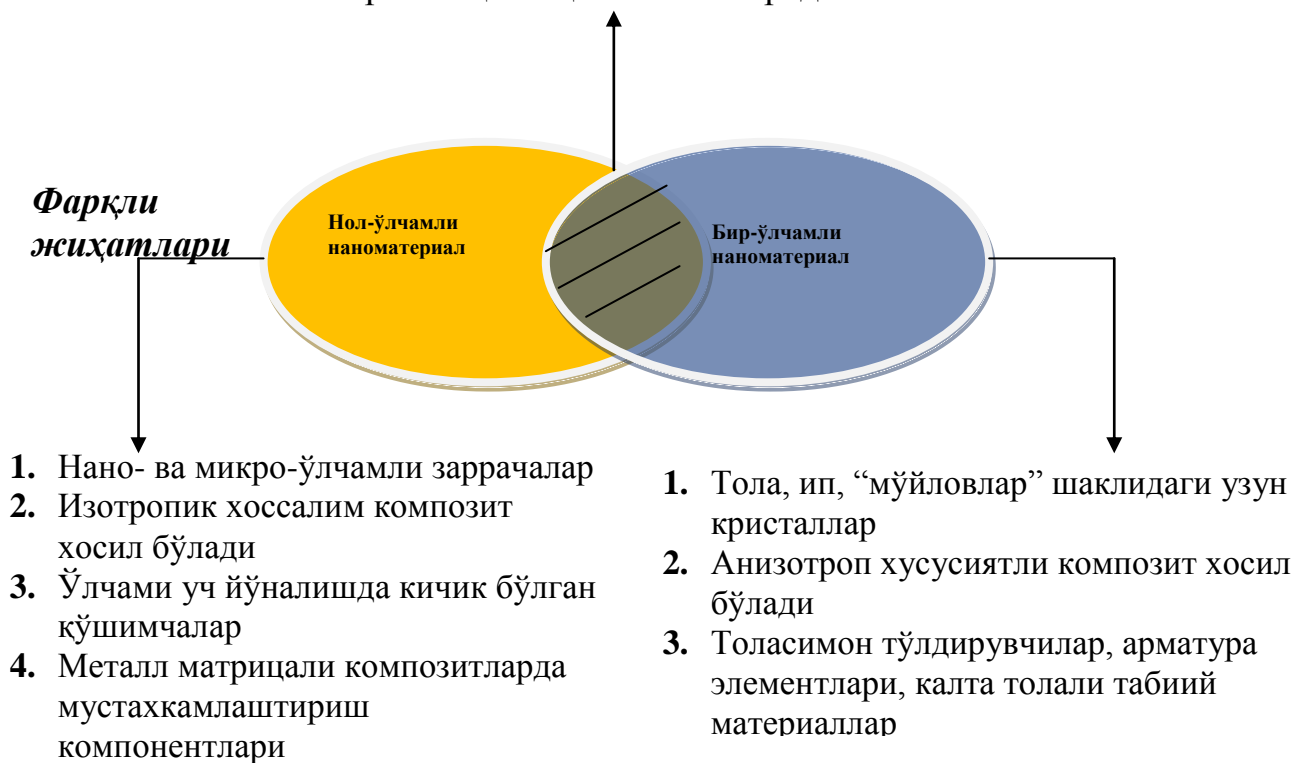 Фарқли
жиҳатлари
Нол-ўлчамли
наноматериал
Бир-ўлчамли
наноматериал
1. Нано- ва микро-ўлчамли заррачалар
2. Изотропик хоссалим композит
хосил бўлади
3. Ўлчами уч йўналишда кичик бўлган
қўшимчалар
4. Металл матрицали композитларда
мустахкамлаштириш
компонентлари
1. Тола, ип, “мўйловлар” шаклидаги узун
кристаллар
2. Анизотроп хусусиятли композит хосил
бўлади
3. Толасимон тўлдирувчилар, арматура
элементлари, калта толали табиий
материаллар